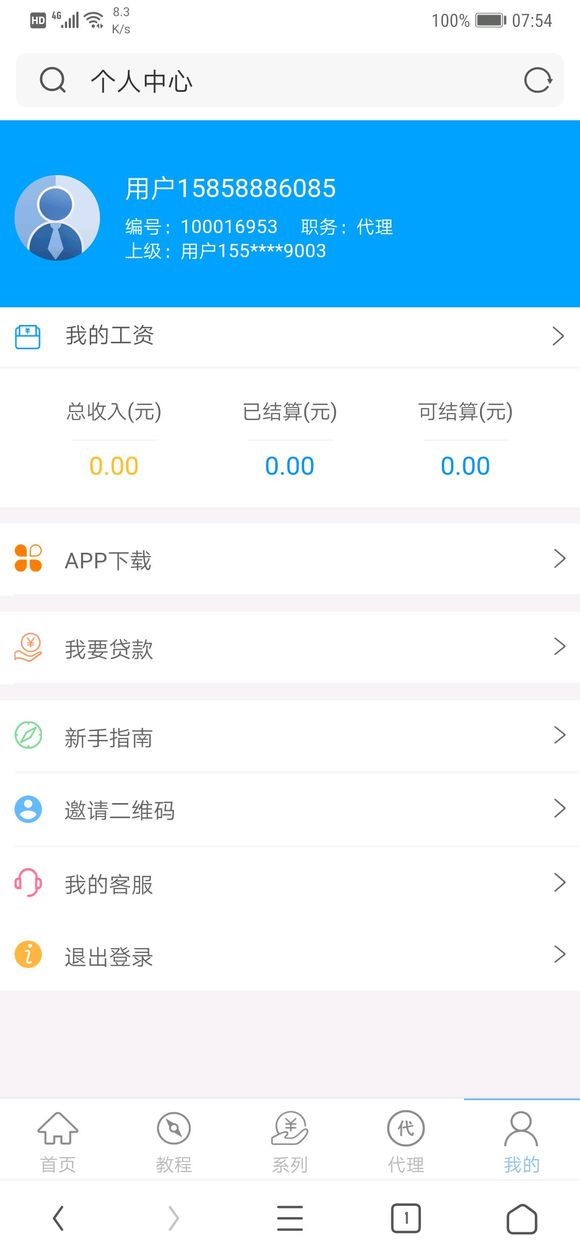 HD 4G 8.3 K/s 100% 07:54
个人中心
用户15858886085
编号：100016953 职务：代理
上级：用户155****9003
我的工资
总收入(元) 已结算(元) 可结算(元)
0.00 0.00 0.00
APP下载
我要贷款
新手指南
邀请二维码
我的客服
退出登录
代
首页 教程 系列 代理 我的
1